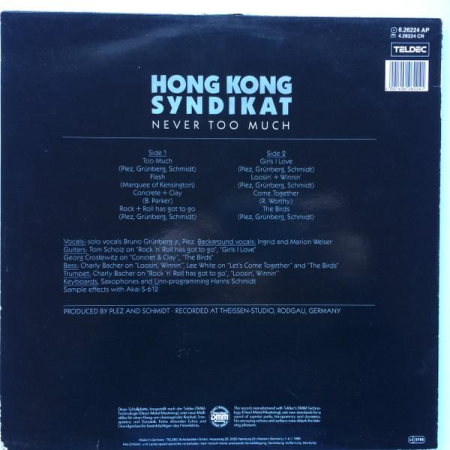 6.26224 AP
4.26224 CR
TELDEC
HONG KONG
SYNDIKAT
NEVER TOO MUCH
Side 1
Too Much
(Plez, Grünberg, Schmidt)
Flash
(Marquee of Kensington)
Concrete + Clay
(B. Parker)
Rock + Roll has got to go
(Plez, Grünberg, Schmidt)
Side 2
Girls I Love
(Plez, Grünberg, Schmidt)
Loosin' + Winnin'
(Plez, Grünberg, Schmidt)
Come Together
(R. Worthy)
The Birds
(Plez, Grünberg, Schmidt)
Vocals: solo vocals Bruno Grünberg jr., Plez. Background vocals: Ingrid and Marion Weiser
Guitars: Tom Scholz on "Rock 'n' Roll has got to go", "Girls I Love"
Georg Crostewitz on "Concret & Clay", "The Birds"
Bass: Charly Bacher on "Loosin', Winnin'", Lee White on "Let's Come Together" and "The Birds"
Trumpet: Charly Bacher on "Rock 'n' Roll has got to go", "Loosin', Winnin'"
Keyboards, Saxophones and Linn-programming Hanns Schmidt
Sample effects with Akai S-612
PRODUCED BY PLEZ AND SCHMIDT · RECORDED AT THEISSEN-STUDIO, RODGAU, GERMANY
DMM